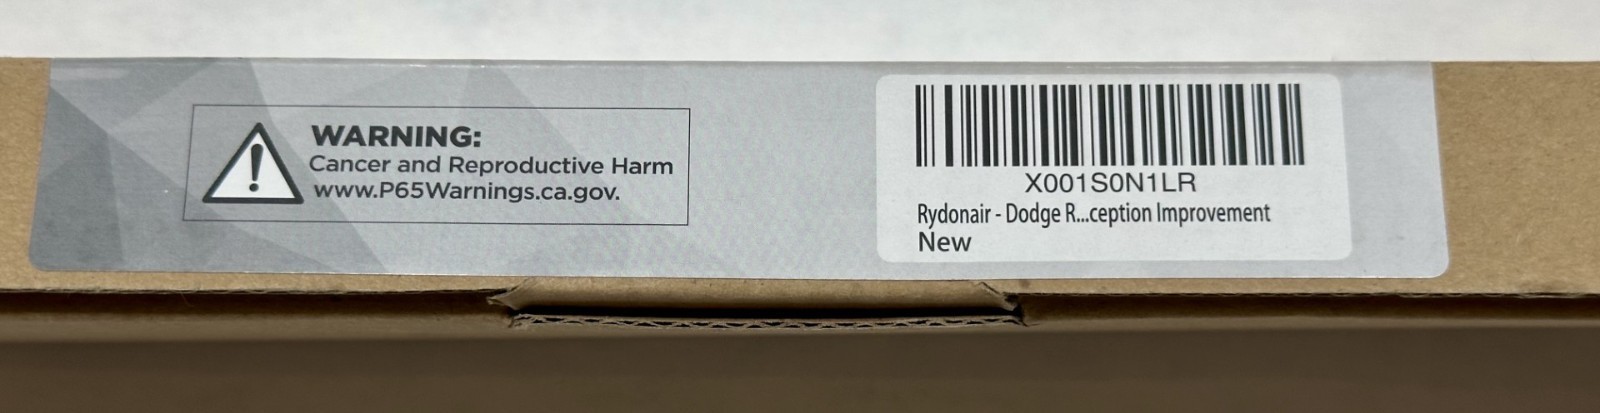 WARNING:
Cancer and Reproductive Harm
www.P65Warnings.ca.gov.
X001S0N1LR
Rydonair - Dodge R...ception Improvement
New